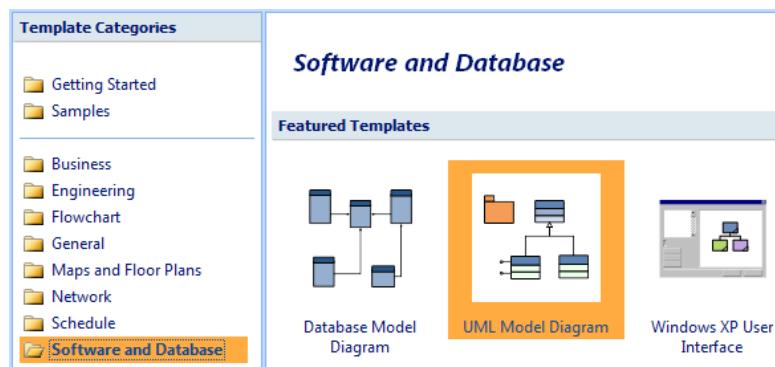 Template Categories
Getting Started
Samples
Business
Engineering
Flowchart
General
Maps and Floor Plans
Network
Schedule
Software and Database
Software and Database
Featured Templates
Database Model
Diagram
UML Model Diagram
Windows XP User
Interface